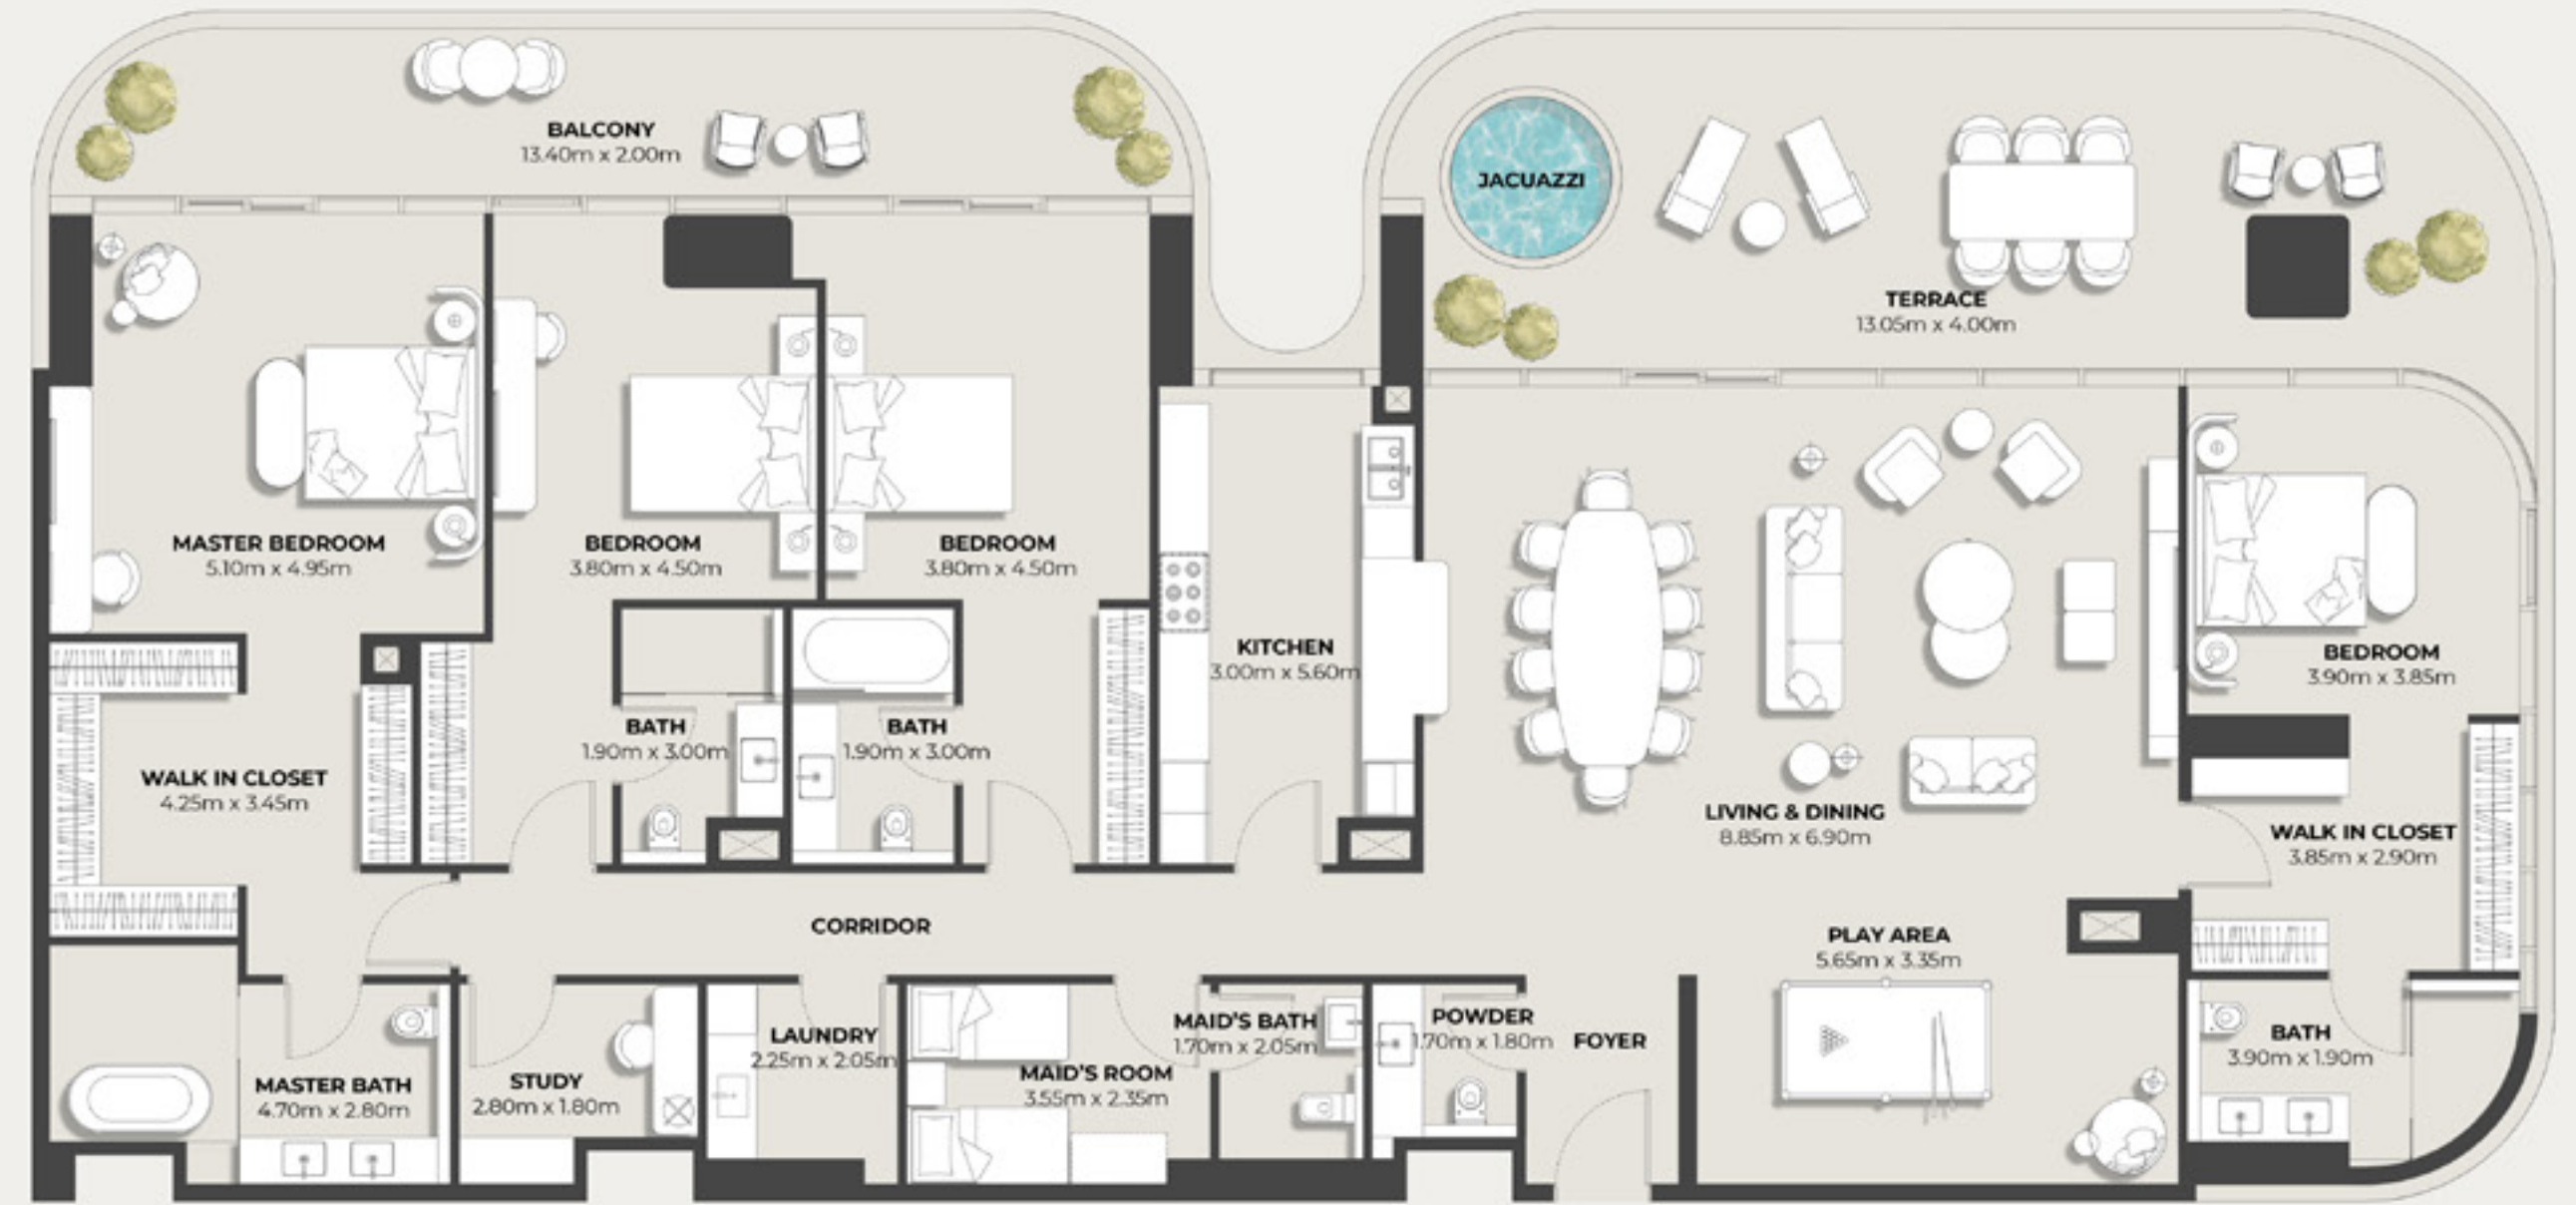 BALCONY
13.40m x 2.00m
JACUAZZI
TERRACE
13.05m x 4.00m
MASTER BEDROOM
5.10m x 4.95m
BEDROOM
3.80m x 4.50m
BEDROOM
3.80m x 4.50m
KITCHEN
3.00m x 5.60m
BEDROOM
3.90m x 3.85m
BATH
1.90m x 3.00m
BATH
1.90m x 3.00m
WALK IN CLOSET
4.25m x 3.45m
LIVING & DINING
8.85m x 6.90m
WALK IN CLOSET
3.85m x 2.90m
CORRIDOR
PLAY AREA
5.65m x 3.35m
MASTER BATH
4.70m x 2.80m
STUDY
2.80m x 1.80m
LAUNDRY
2.25m x 2.05m
MAID'S ROOM
3.55m x 2.35m
MAID'S BATH
1.70m x 2.05m
POWDER
1.70m x 1.80m
FOYER
BATH
3.90m x 1.90m